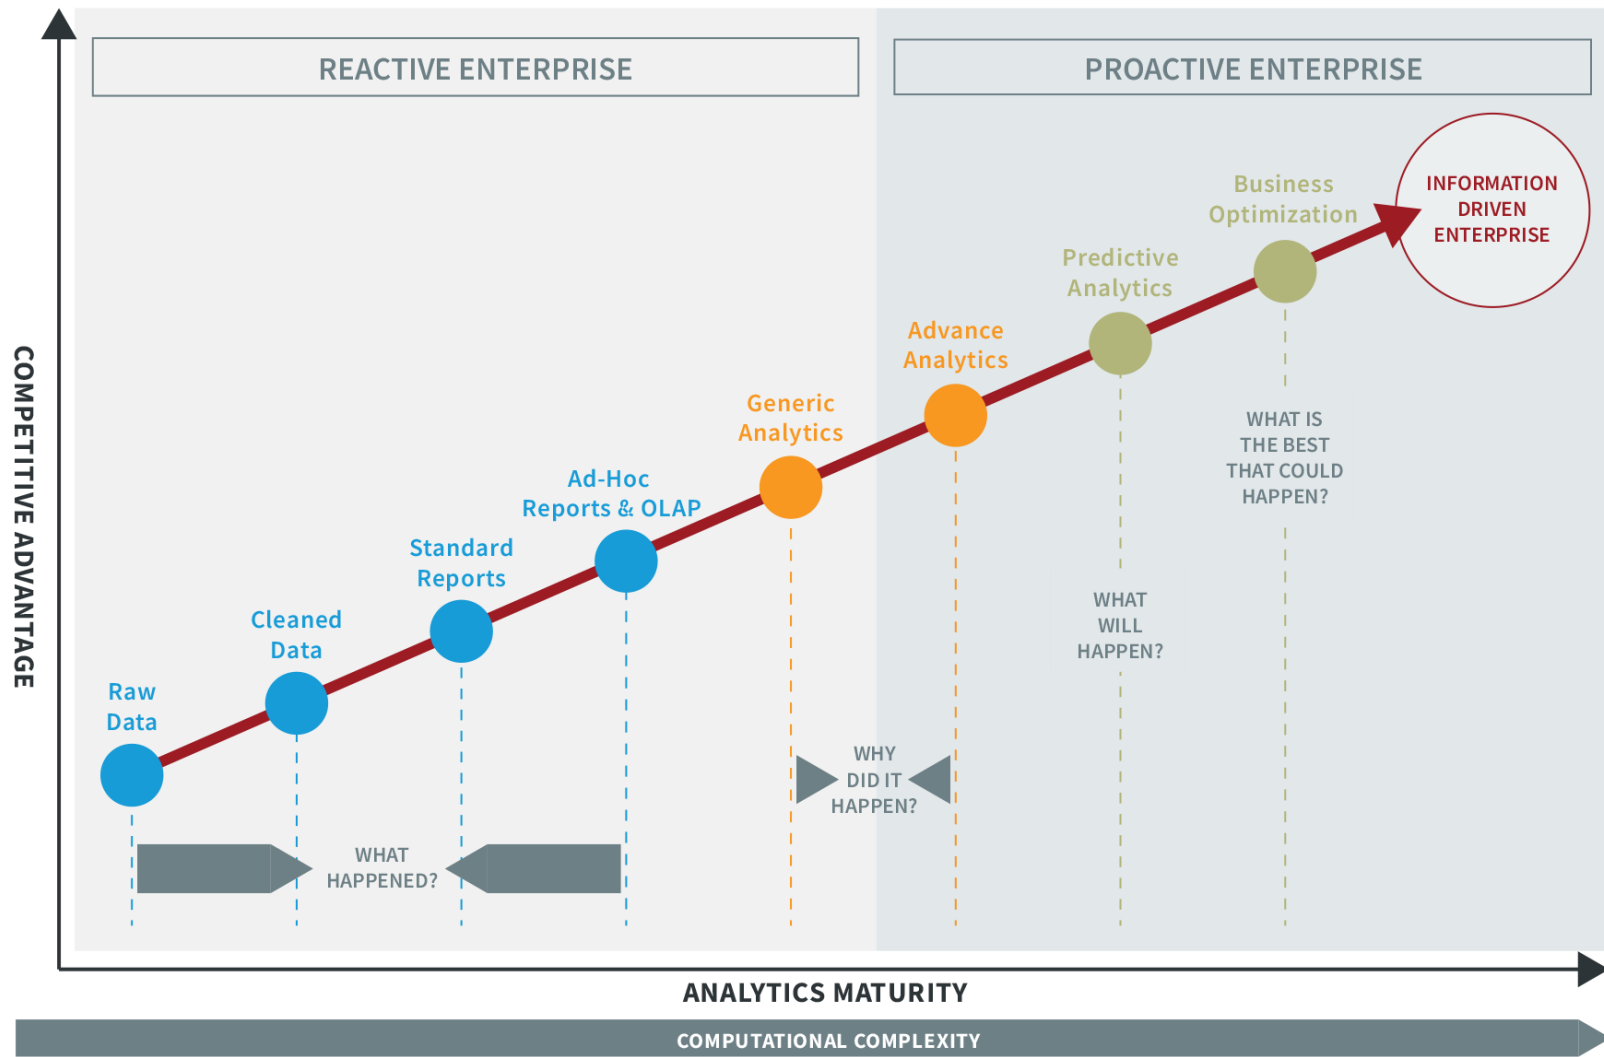 REACTIVE ENTERPRISE
PROACTIVE ENTERPRISE
INFORMATION
DRIVEN
ENTERPRISE
Business
Optimization
Predictive
Analytics
Advance
Analytics
Generic
Analytics
Ad-Hoc
Reports & OLAP
Standard
Reports
Cleaned
Data
Raw
Data
WHAT IS
THE BEST
THAT COULD
HAPPEN?
WHAT
WILL
HAPPEN?
WHY
DID IT
HAPPEN?
WHAT
HAPPENED?
COMPETITIVE ADVANTAGE
ANALYTICS MATURITY
COMPUTATIONAL COMPLEXITY